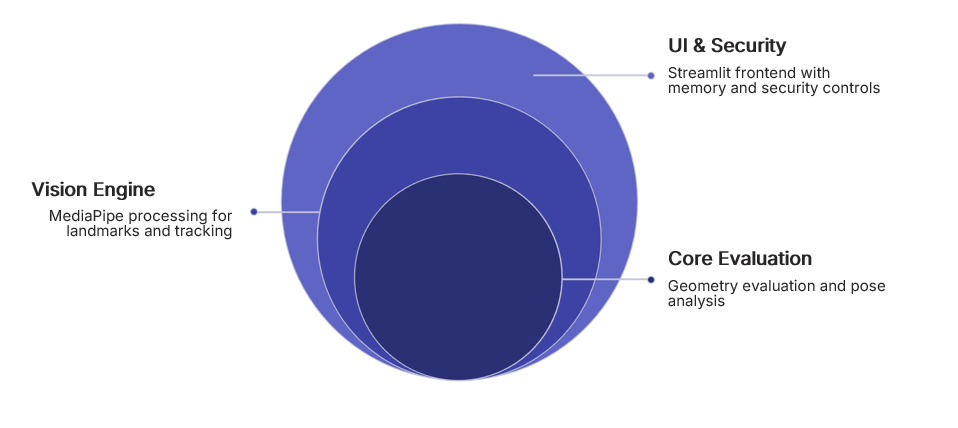 UI & Security
Streamlit frontend with
memory and security controls
Vision Engine
MediaPipe processing for
landmarks and tracking
Core Evaluation
Geometry evaluation and pose
analysis